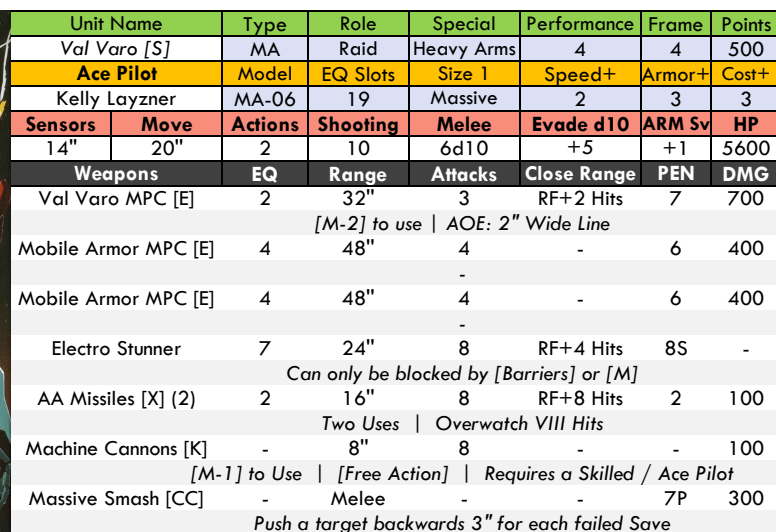 Unit Name Type Role Special Performance Frame Points
Val Varo [S] MA Raid Heavy Arms 4 4 500
Ace Pilot Model EQ Slots Size 1 Speed+ Armor+ Cost+
Kelly Layzner MA-06 19 Massive 2 3 3
Sensors Move Actions Shooting Melee Evade d10 ARM Sv HP
14" 20" 2 10 6d10 +5 +1 5600
Weapons EQ Range Attacks Close Range PEN DMG
Val Varo MPC [E] 2 32" 3 RF+2 Hits 7 700
[M-2] to use | AOE: 2" Wide Line
Mobile Armor MPC [E] 4 48" 4 - 6 400
-
Mobile Armor MPC [E] 4 48" 4 - 6 400
-
Electro Stunner 7 24" 8 RF+4 Hits 8S -
Can only be blocked by [Barriers] or [M]
AA Missiles [X] (2) 2 16" 8 RF+8 Hits 2 100
Two Uses | Overwatch VIII Hits
Machine Cannons [K] - 8" 8 - - 100
[M-1] to Use | [Free Action] | Requires a Skilled / Ace Pilot
Massive Smash [CC] - Melee - - 7P 300
Push a target backwards 3" for each failed Save